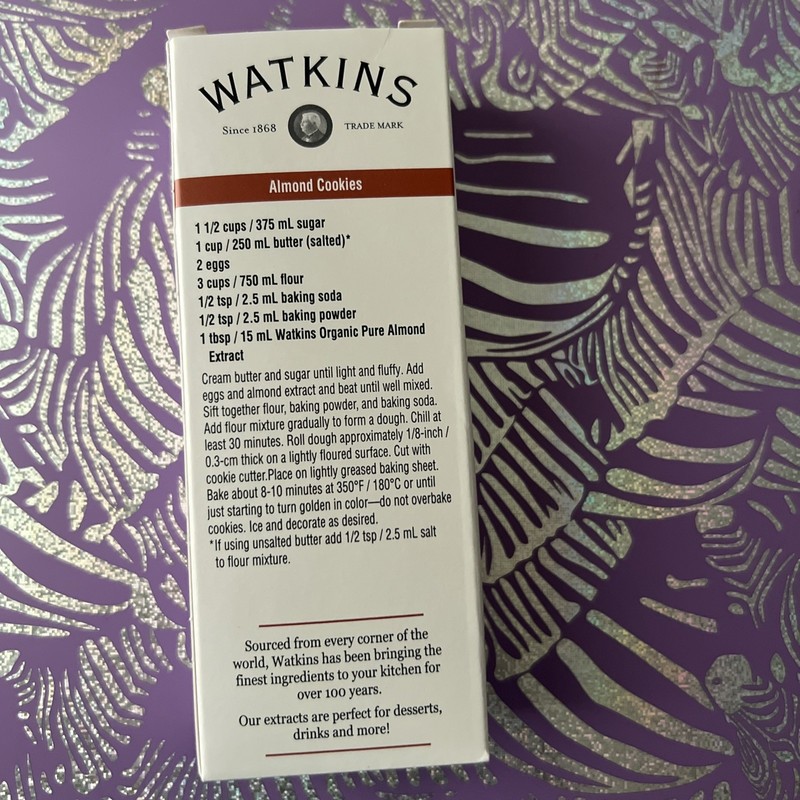 WATKINS
Since 1868 TRADE MARK
Almond Cookies
1 1/2 cups / 375 mL sugar
1 cup / 250 mL butter (salted)*
2 eggs
3 cups / 750 mL flour
1/2 tsp / 2.5 mL baking soda
1/2 tsp / 2.5 mL baking powder
1 tbsp / 15 mL Watkins Organic Pure Almond
Extract
Cream butter and sugar until light and fluffy. Add
eggs and almond extract and beat until well mixed.
Sift together flour, baking powder, and baking soda.
Add flour mixture gradually to form a dough. Chill at
least 30 minutes. Roll dough approximately 1/8-inch /
0.3-cm thick on a lightly floured surface. Cut with
cookie cutter.Place on lightly greased baking sheet.
Bake about 8-10 minutes at 350°F / 180°C or until
just starting to turn golden in color—do not overbake
cookies. Ice and decorate as desired.
*If using unsalted butter add 1/2 tsp / 2.5 mL salt
to flour mixture.
Sourced from every corner of the
world, Watkins has been bringing the
finest ingredients to your kitchen for
over 100 years.
Our extracts are perfect for desserts,
drinks and more!